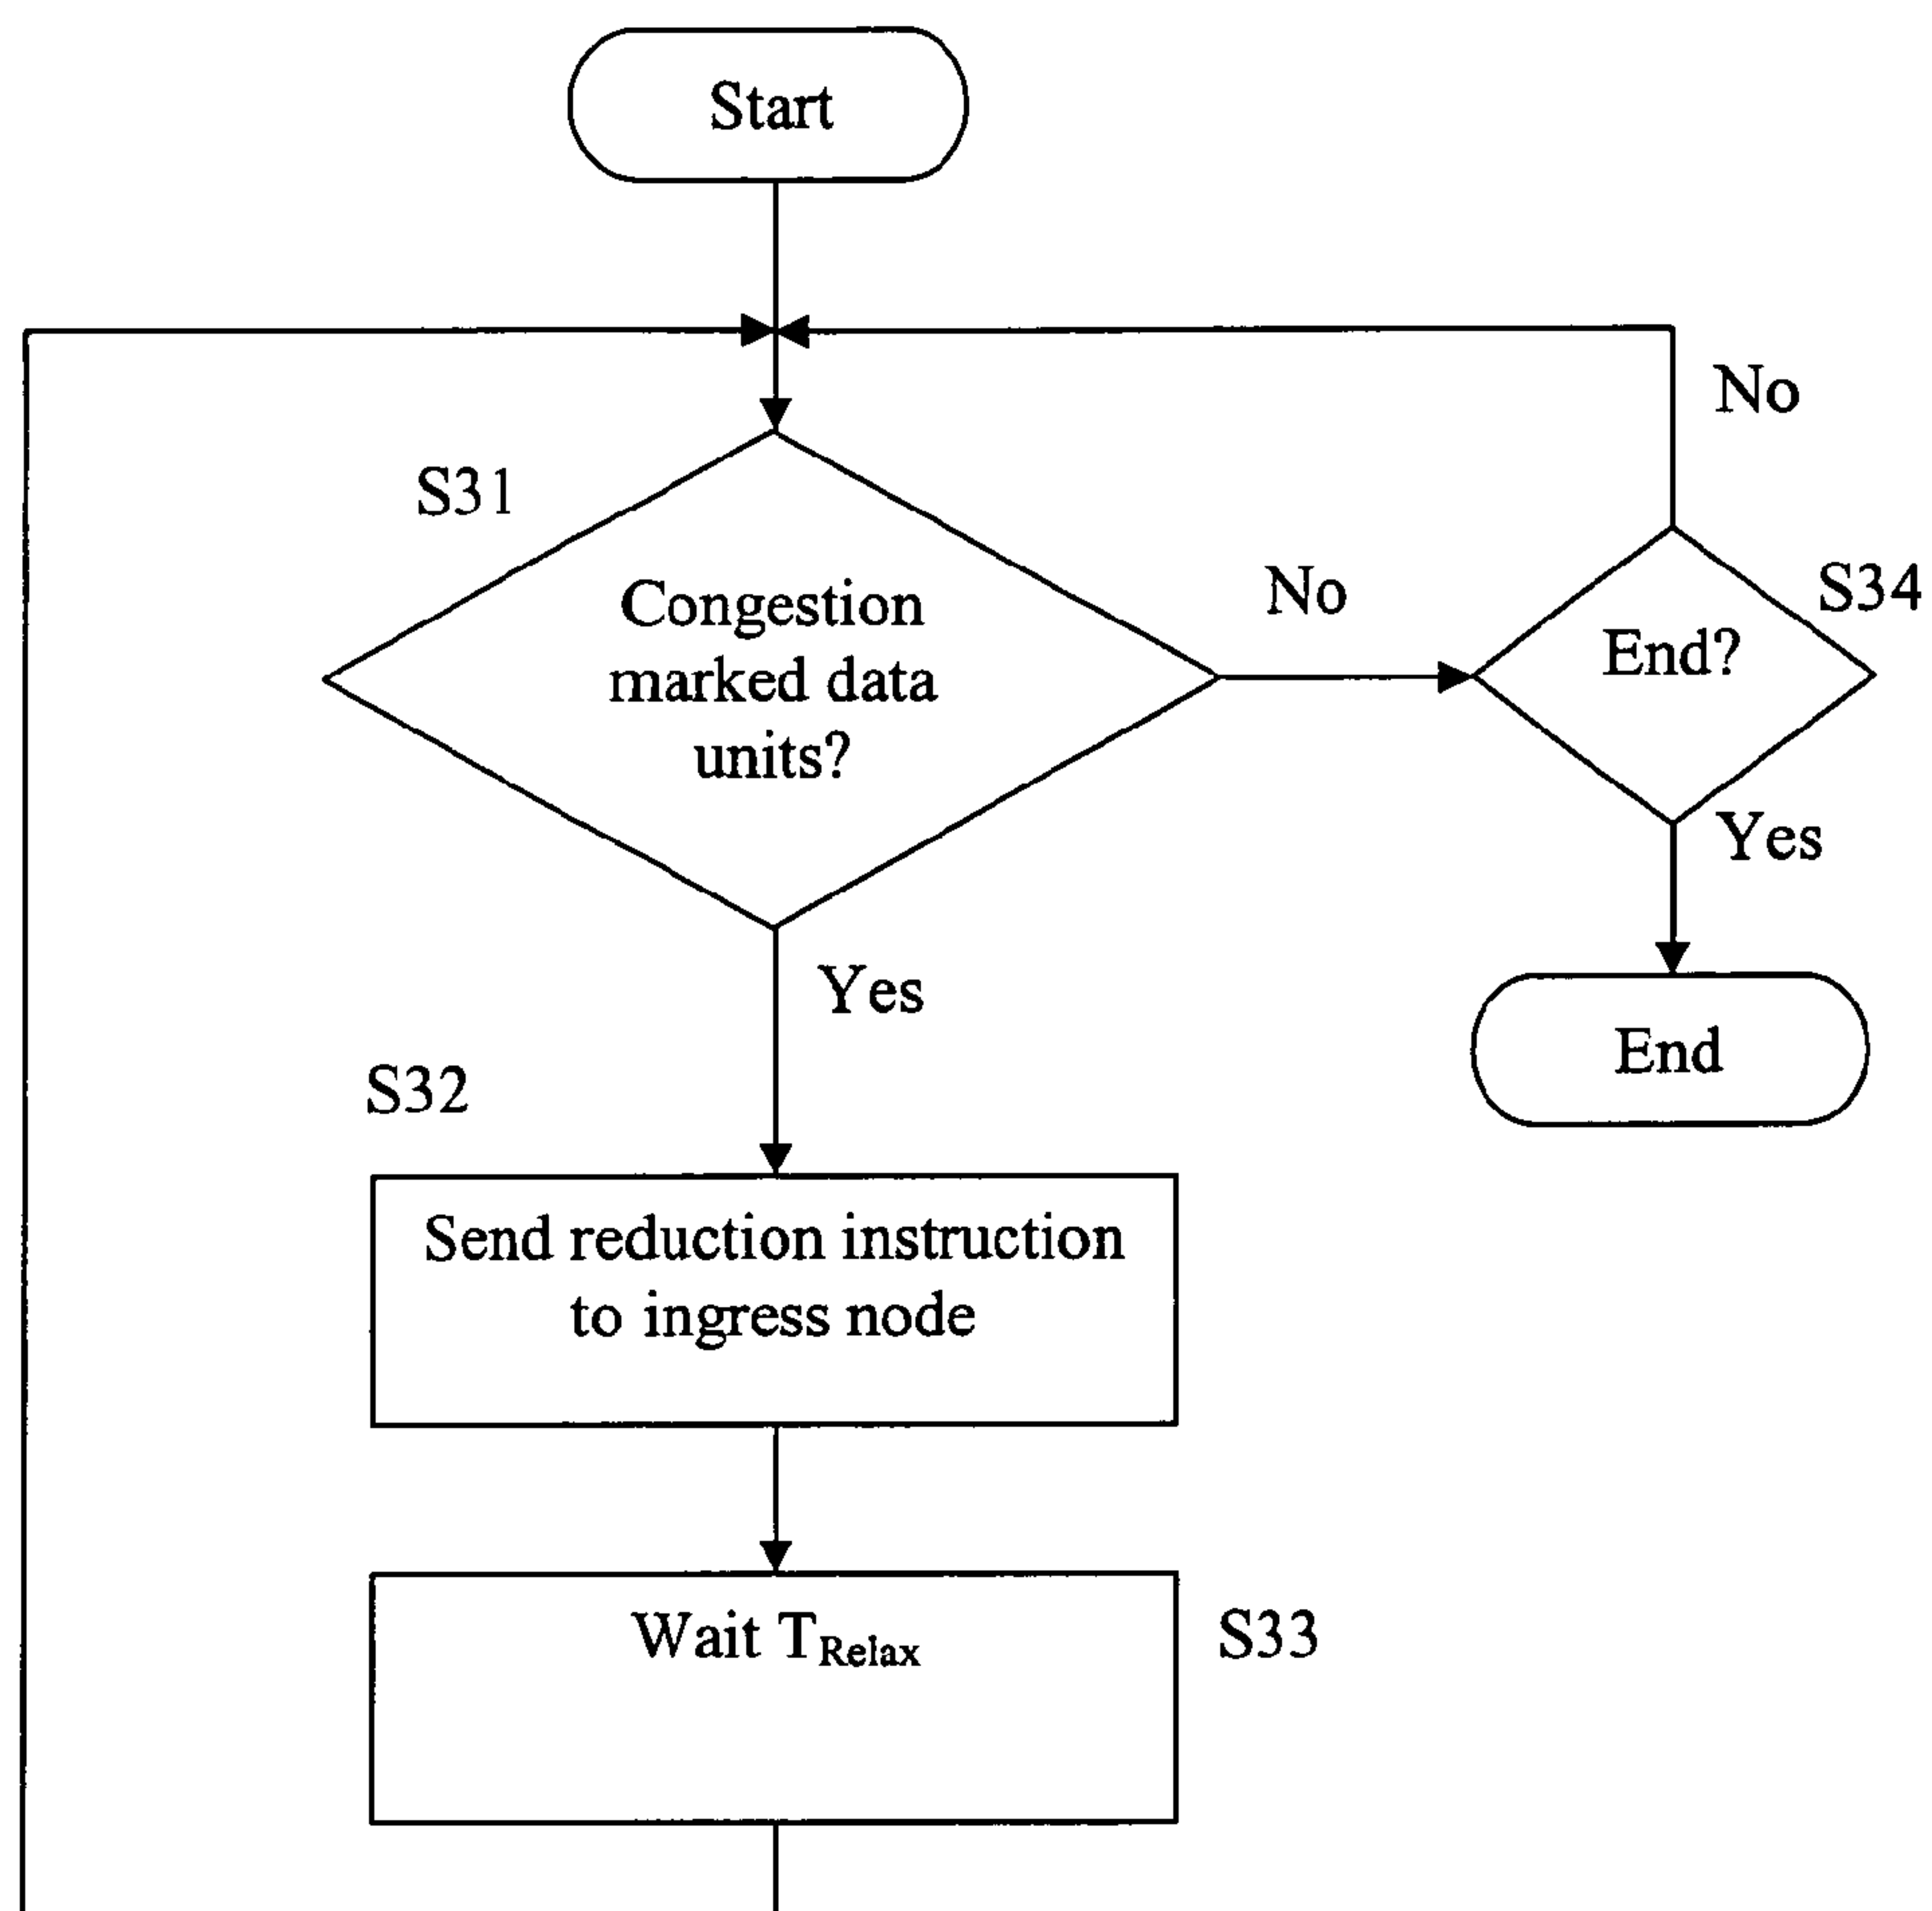 Start
No
S31
Congestion
marked data
units?
No
End?
S34
Yes
Yes
End
S32
Send reduction instruction
to ingress node
Wait T_Relax
S33